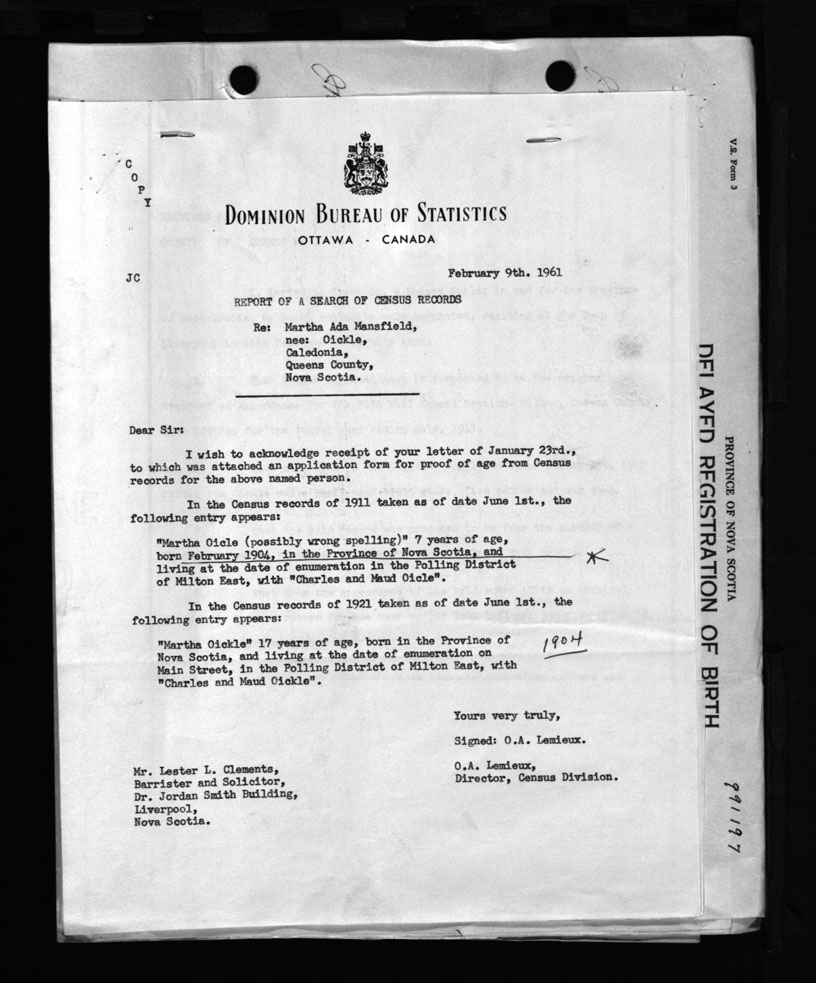 C
O
P
Y
DOMINION BUREAU OF STATISTICS
OTTAWA - CANADA
JC
February 9th. 1961
REPORT OF A SEARCH OF CENSUS RECORDS
Re: Martha Ada Mansfield,
nee: Oickle,
Caledonia,
Queens County,
Nova Scotia.
Dear Sir:
I wish to acknowledge receipt of your letter of January 23rd.,
to which was attached an application form for proof of age from Census
records for the above named person.
In the Census records of 1911 taken as of date June 1st., the
following entry appears:
"Martha Oicle (possibly wrong spelling)" 7 years of age,
born February 1904, in the Province of Nova Scotia, and
living at the date of enumeration in the Polling District
of Milton East, with "Charles and Maud Oicle".
In the Census records of 1921 taken as of date June 1st., the
following entry appears:
"Martha Oickle" 17 years of age, born in the Province of
Nova Scotia, and living at the date of enumeration on
Main Street, in the Polling District of Milton East, with
"Charles and Maud Oickle".
1904
Yours very truly,
Signed: O.A. Lemieux.
O.A. Lemieux,
Director, Census Division.
Mr. Lester L. Clements,
Barrister and Solicitor,
Dr. Jordan Smith Building,
Liverpool,
Nova Scotia.
V.S. Form 3
PROVINCE OF NOVA SCOTIA
DELAYED REGISTRATION OF BIRTH
991197